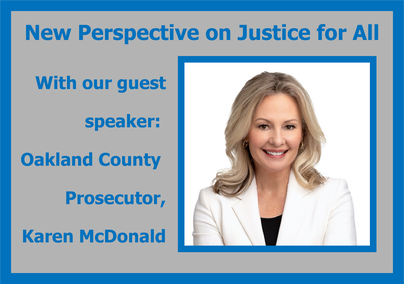 New Perspective on Justice for All
With our guest
speaker:
Oakland County
Prosecutor,
Karen McDonald